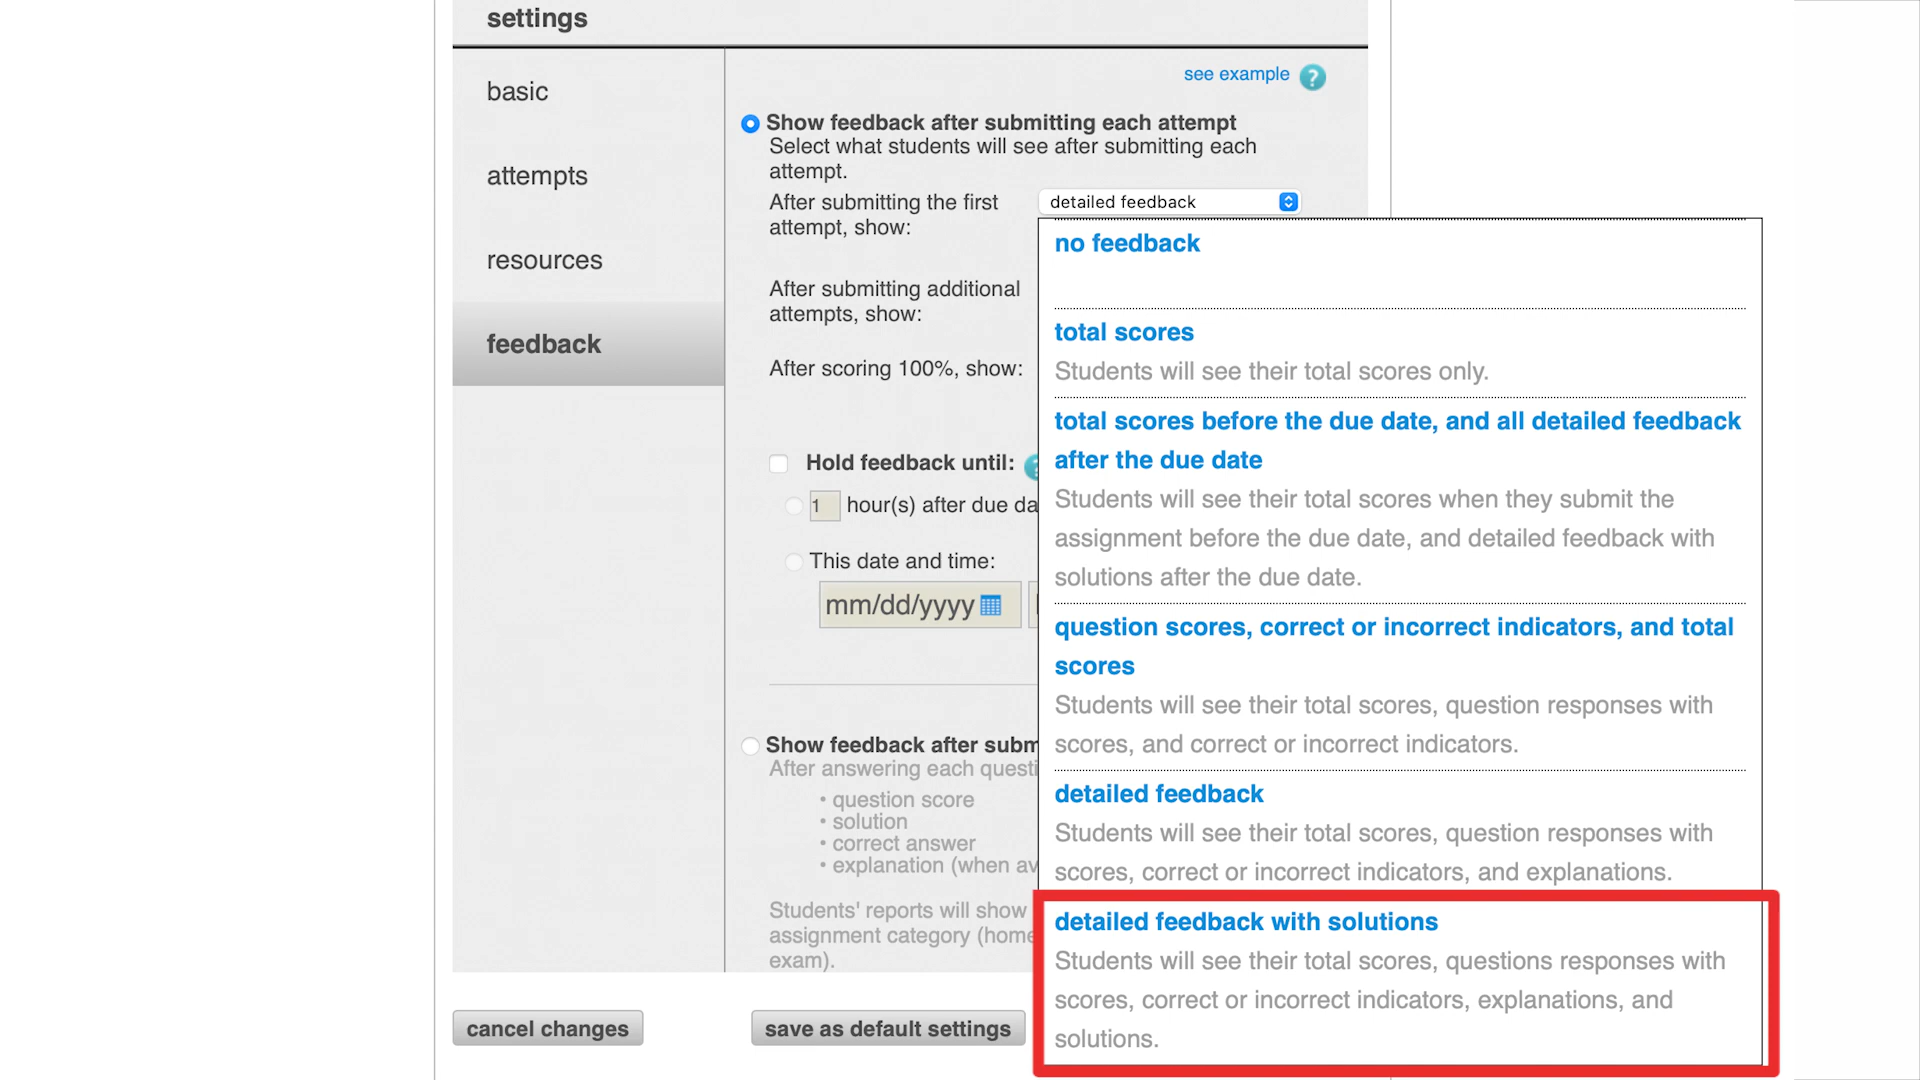 settings
basic
attempts
resources
feedback
see example ?
Show feedback after submitting each attempt
Select what students will see after submitting each
attempt.
After submitting the first
attempt, show:
detailed feedback
After submitting additional
attempts, show:
After scoring 100%, show:
Hold feedback until:
1 hour(s) after due da
This date and time:
mm/dd/yyyy
Show feedback after subm
After answering each questi
• question score
• solution
• correct answer
• explanation (when av
Students' reports will show
assignment category (home
exam).
cancel changes
save as default settings
no feedback
total scores
Students will see their total scores only.
total scores before the due date, and all detailed feedback
after the due date
Students will see their total scores when they submit the
assignment before the due date, and detailed feedback with
solutions after the due date.
question scores, correct or incorrect indicators, and total
scores
Students will see their total scores, question responses with
scores, and correct or incorrect indicators.
detailed feedback
Students will see their total scores, question responses with
scores, correct or incorrect indicators, and explanations.
detailed feedback with solutions
Students will see their total scores, questions responses with
scores, correct or incorrect indicators, explanations, and
solutions.